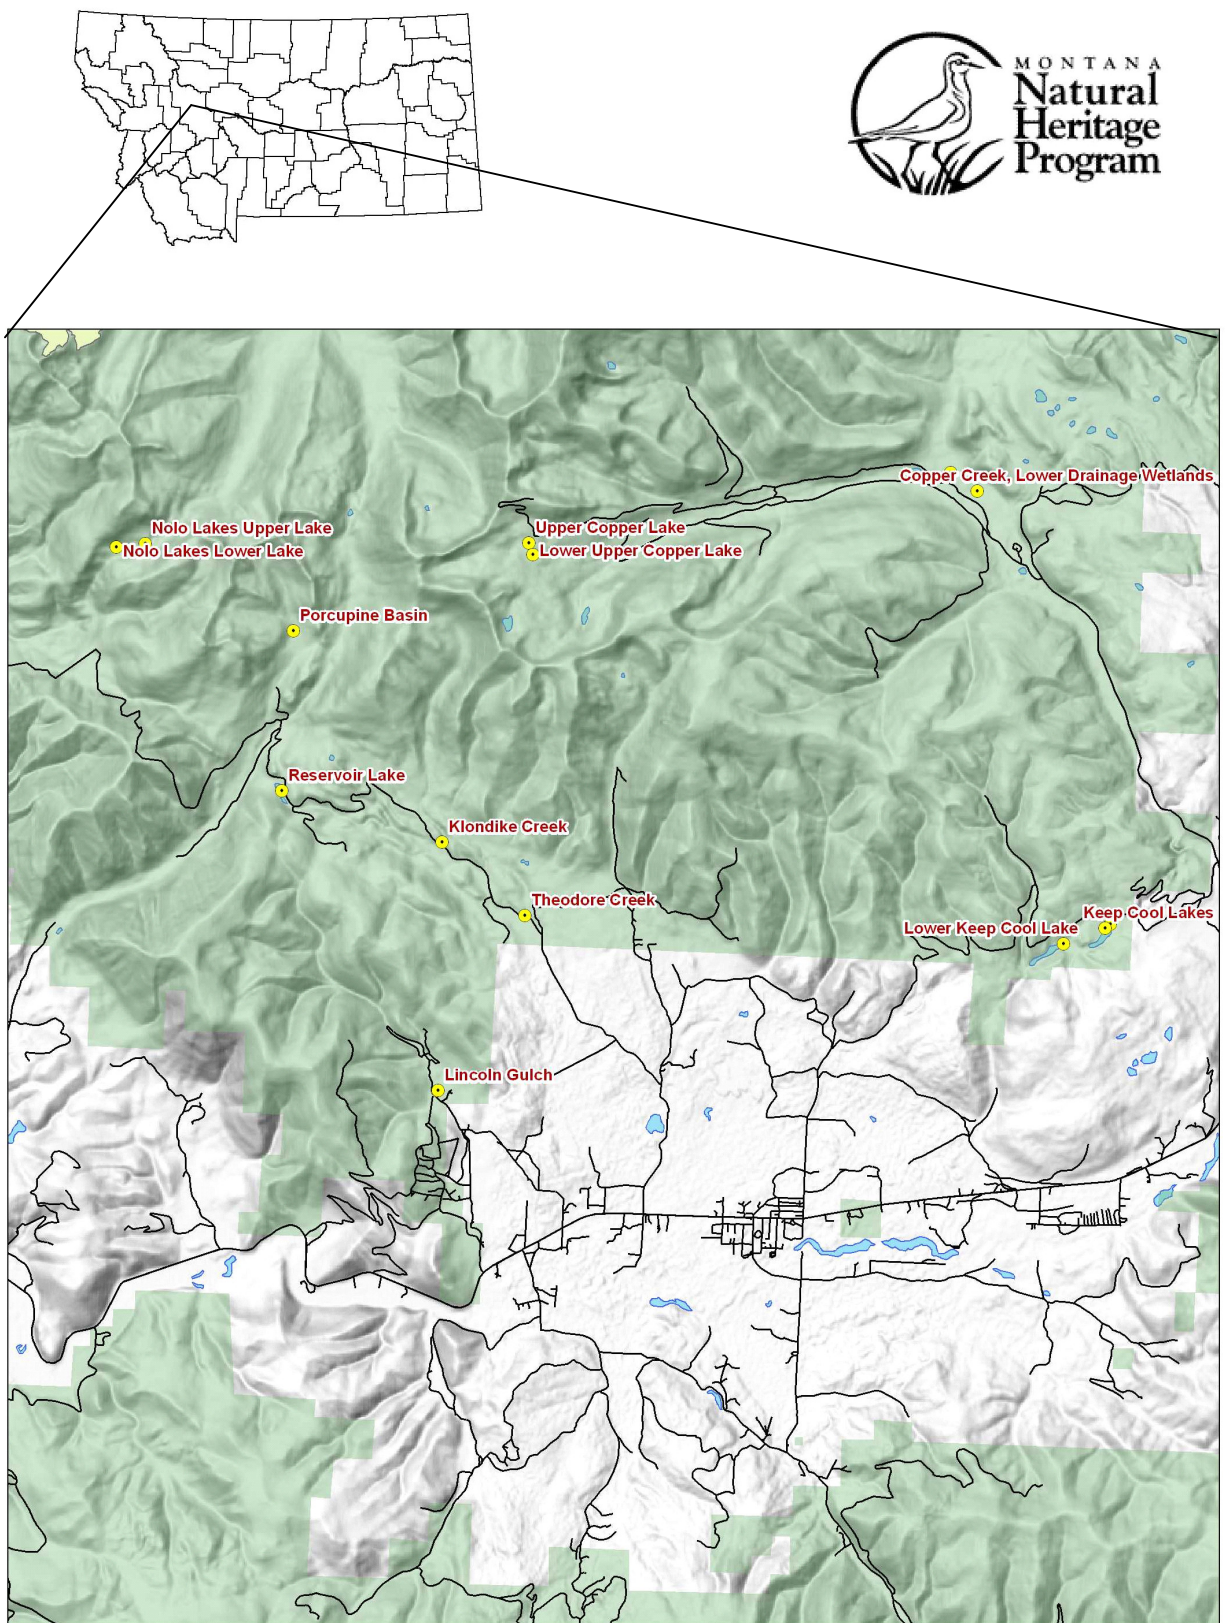 MONTANA
Natural
Heritage
Program
Copper Creek, Lower Drainage Wetlands
Nolo Lakes Upper Lake
Upper Copper Lake
Nolo Lakes Lower Lake
Lower Upper Copper Lake
Porcupine Basin
Reservoir Lake
Klondike Creek
Theodore Creek
Keep Cool Lakes
Lower Keep Cool Lake
Lincoln Gulch